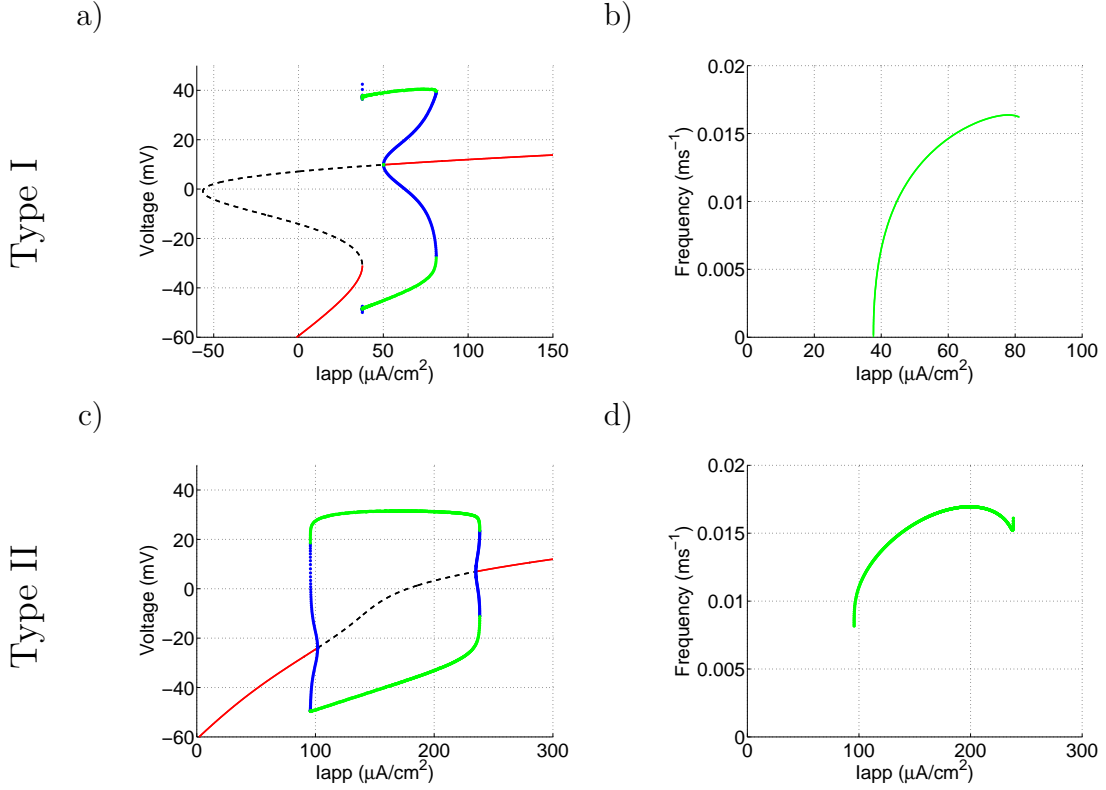 a)
b)
Type I
40
20
0
−20
−40
−60
Voltage (mV)
−50 0 50 100 150
Iapp (μA/cm²)
0.02
0.015
0.01
0.005
0
Frequency (ms⁻¹)
0 20 40 60 80 100
Iapp (μA/cm²)
c)
d)
Type II
40
20
0
−20
−40
−60
Voltage (mV)
0 100 200 300
Iapp (μA/cm²)
0.02
0.015
0.01
0.005
0
Frequency (ms⁻¹)
0 100 200 300
Iapp (μA/cm²)